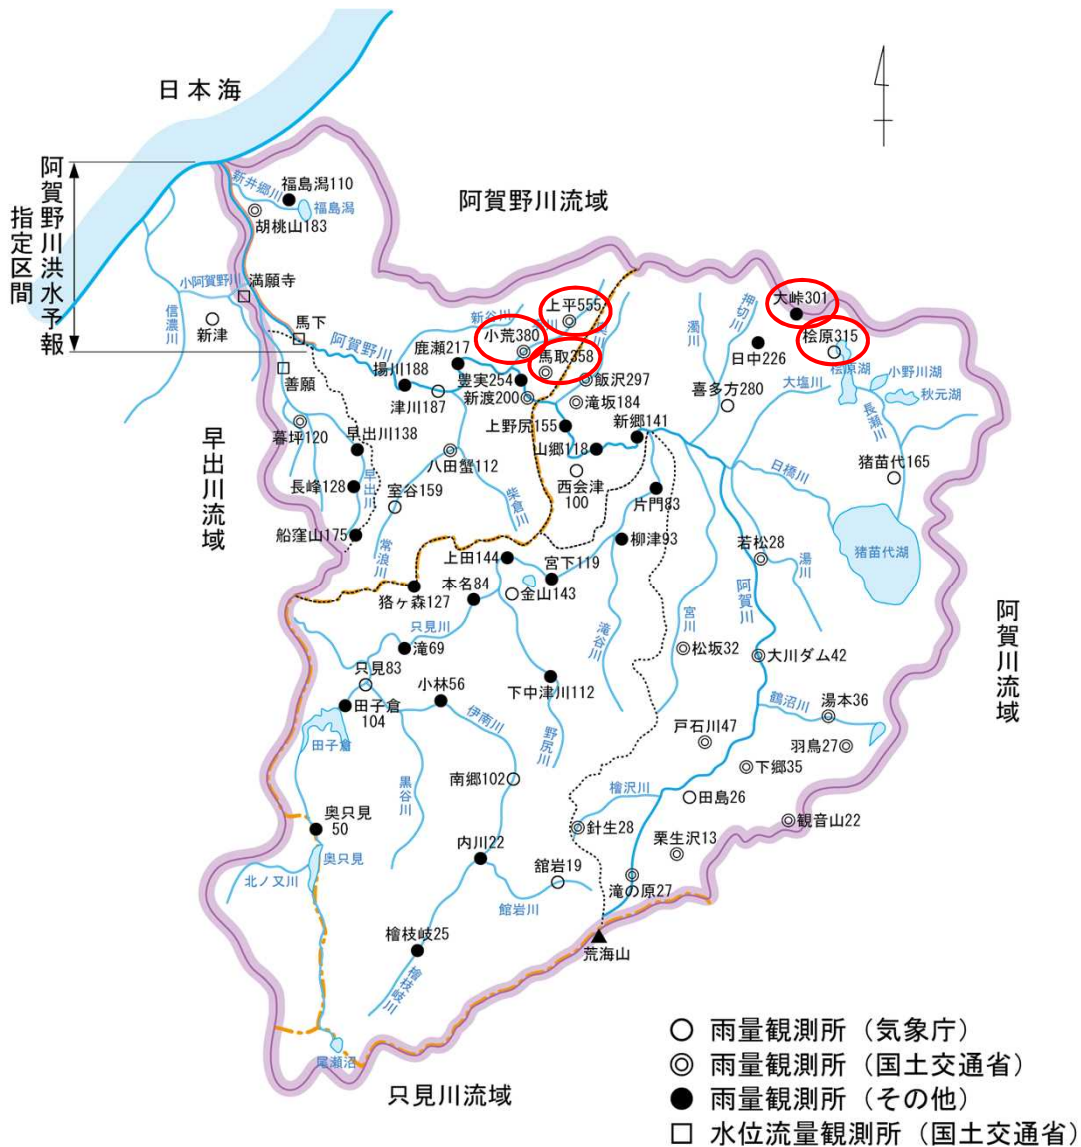 日本海
阿賀野川洪水予報
指定区間
新井郷川
福島潟110
福島潟
胡桃山183
阿賀野川流域
小阿賀野川
満願寺
信濃川
新津
馬下
阿賀野川
善願
新谷川
上平555
小荒380
馬取358
鹿瀬217
豊実254
新渡200
飯沢297
滝坂184
揚川188
津川187
上野尻155
山郷118
新郷141
西会津
100
大峠301
桧原315
桧原湖
小野川湖
秋元湖
長瀬川
押切川
濁川
日中226
喜多方280
大塩川
猪苗代165
日橋川
猪苗代湖
早出川流域
暮坪120
早出川138
早出川
長峰128
船窪山175
八田蟹112
室谷159
柴倉川
常浪川
片門83
柳津93
若松28
湯川
阿賀川
上田144
宮下119
本名84
金山143
狢ヶ森127
只見川
滝69
滝谷川
宮川
松坂32
大川ダム42
阿賀川流域
只見83
小林56
下中津川112
田子倉
104
田子倉
伊南川
野尻川
鶴沼川
湯本36
戸石川47
羽鳥27
下郷35
黒谷川
南郷102
檜沢川
田島26
奥只見
50
針生28
観音山22
内川22
栗生沢13
奥只見
北ノ又川
舘岩19
滝の原27
館岩川
檜枝岐25
荒海山
檜枝岐川
尾瀬沼
只見川流域
○ 雨量観測所（気象庁）
◎ 雨量観測所（国土交通省）
● 雨量観測所（その他）
□ 水位流量観測所（国土交通省）